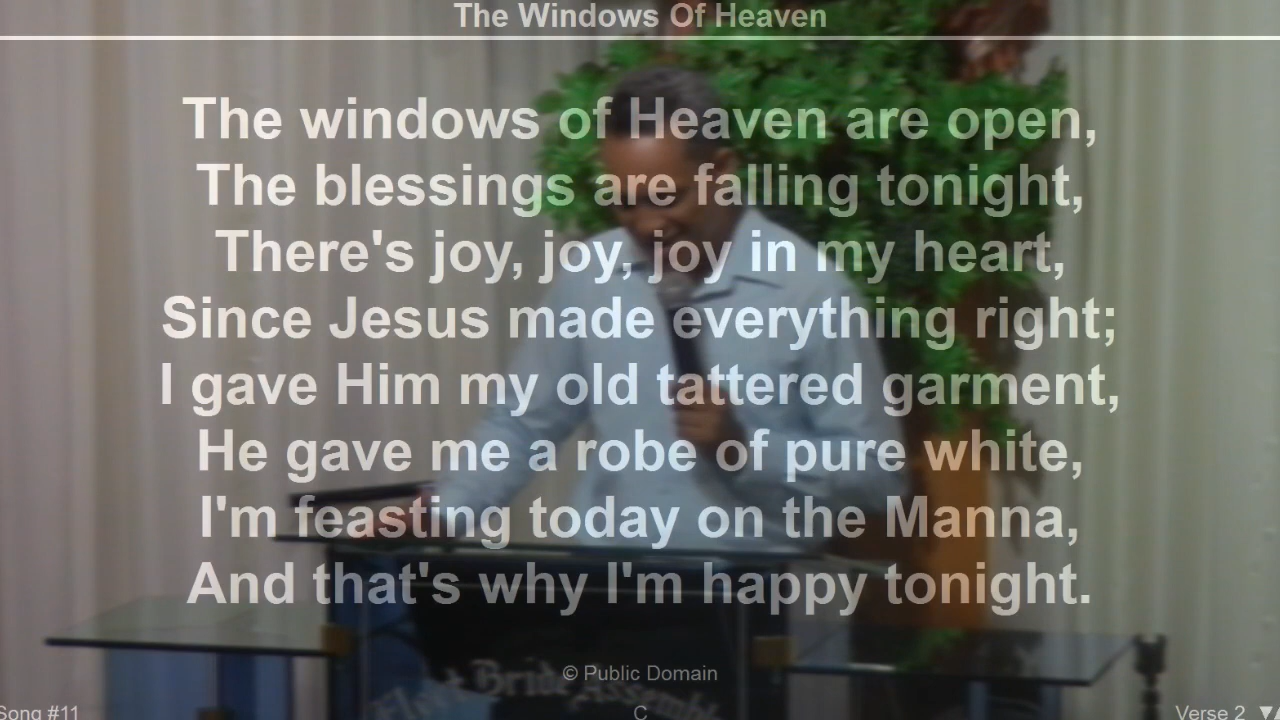 The Windows Of Heaven
The windows of Heaven are open,
The blessings are falling tonight,
There's joy, joy, joy in my heart,
Since Jesus made everything right;
I gave Him my old tattered garment,
He gave me a robe of pure white,
I'm feasting today on the Manna,
And that's why I'm happy tonight.
© Public Domain
Bride
Song #11
C
Verse 2 ▼